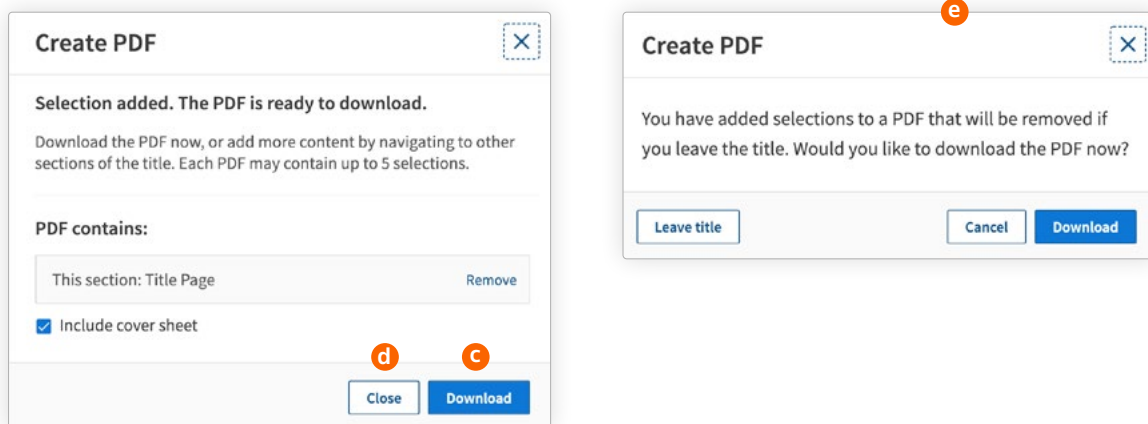 Create PDF
Selection added. The PDF is ready to download.
Download the PDF now, or add more content by navigating to other
sections of the title. Each PDF may contain up to 5 selections.
PDF contains:
This section: Title Page Remove
Include cover sheet
d c
Close Download
e
Create PDF
You have added selections to a PDF that will be removed if
you leave the title. Would you like to download the PDF now?
Leave title Cancel Download